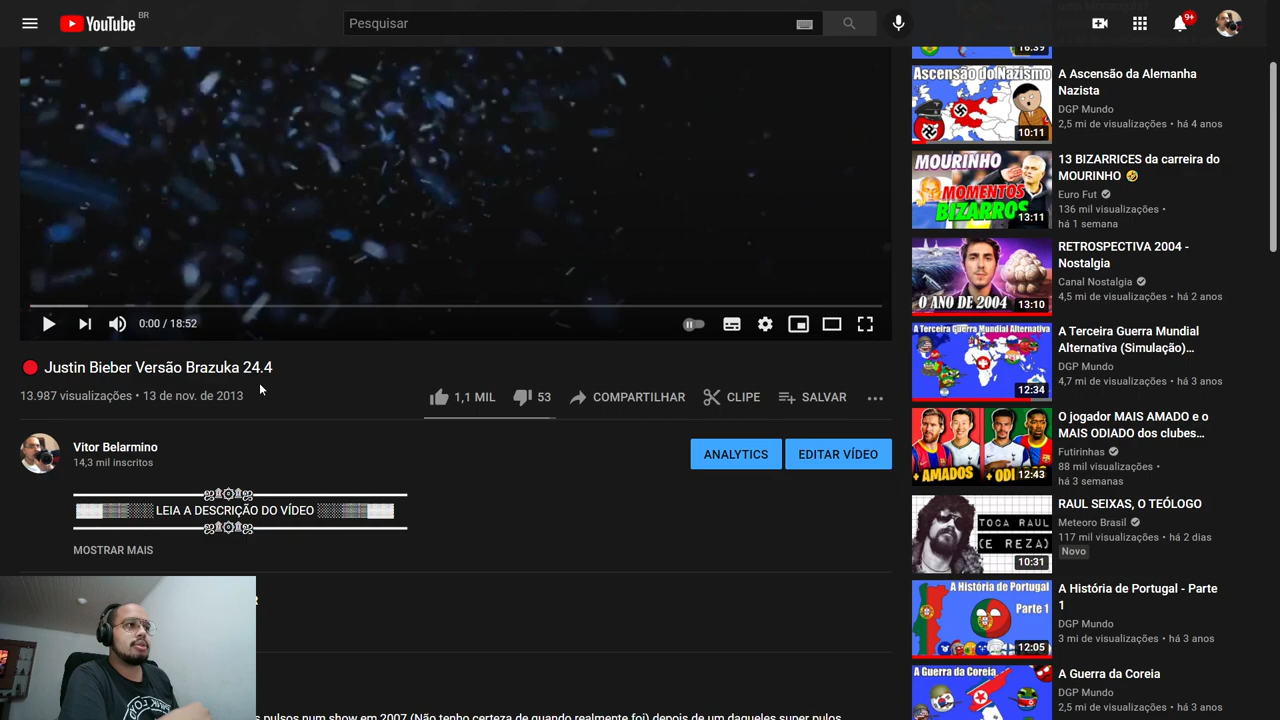 YouTube BR
Pesquisar
9+
0:00 / 18:52
Justin Bieber Versão Brazuka 24.4
13.987 visualizações • 13 de nov. de 2013
1,1 MIL
53
COMPARTILHAR
CLIPE
SALVAR
Vitor Belarmino
14,3 mil inscritos
ANALYTICS
EDITAR VÍDEO
LEIA A DESCRIÇÃO DO VÍDEO
MOSTRAR MAIS
s pulsos num show em 2007 (Não tenho certeza de quando realmente foi) depois de um daqueles super pulos
16:39
Ascensão do Nazismo
10:11
A Ascensão da Alemanha
Nazista
DGP Mundo
2,5 mi de visualizações • há 4 anos
MOURINHO
MOMENTOS
BIZARROS
13:11
13 BIZARRICES da carreira do
MOURINHO 🤣
Euro Fut
136 mil visualizações •
há 1 semana
O ANO DE 2004
13:10
RETROSPECTIVA 2004 -
Nostalgia
Canal Nostalgia
4,5 mi de visualizações • há 2 anos
A Terceira Guerra Mundial Alternativa
12:34
A Terceira Guerra Mundial
Alternativa (Simulação)...
DGP Mundo
4,7 mi de visualizações • há 3 anos
+ AMADOS
+ ODI
12:43
O jogador MAIS AMADO e o
MAIS ODIADO dos clubes...
Futirinhas
88 mil visualizações •
há 3 semanas
TOCA RAUL
(E REZA)
10:31
RAUL SEIXAS, O TEÓLOGO
Meteoro Brasil
117 mil visualizações • há 2 dias
Novo
A História de Portugal
Parte 1
12:05
A História de Portugal - Parte
1
DGP Mundo
3 mi de visualizações • há 3 anos
A Guerra da Coreia
A Guerra da Coreia
DGP Mundo
2,5 mi de visualizações • há 3 anos